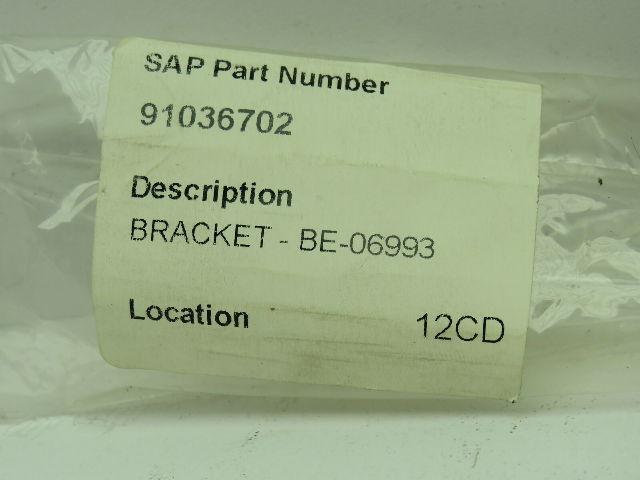 SAP Part Number
91036702
Description
BRACKET - BE-06993
Location 12CD